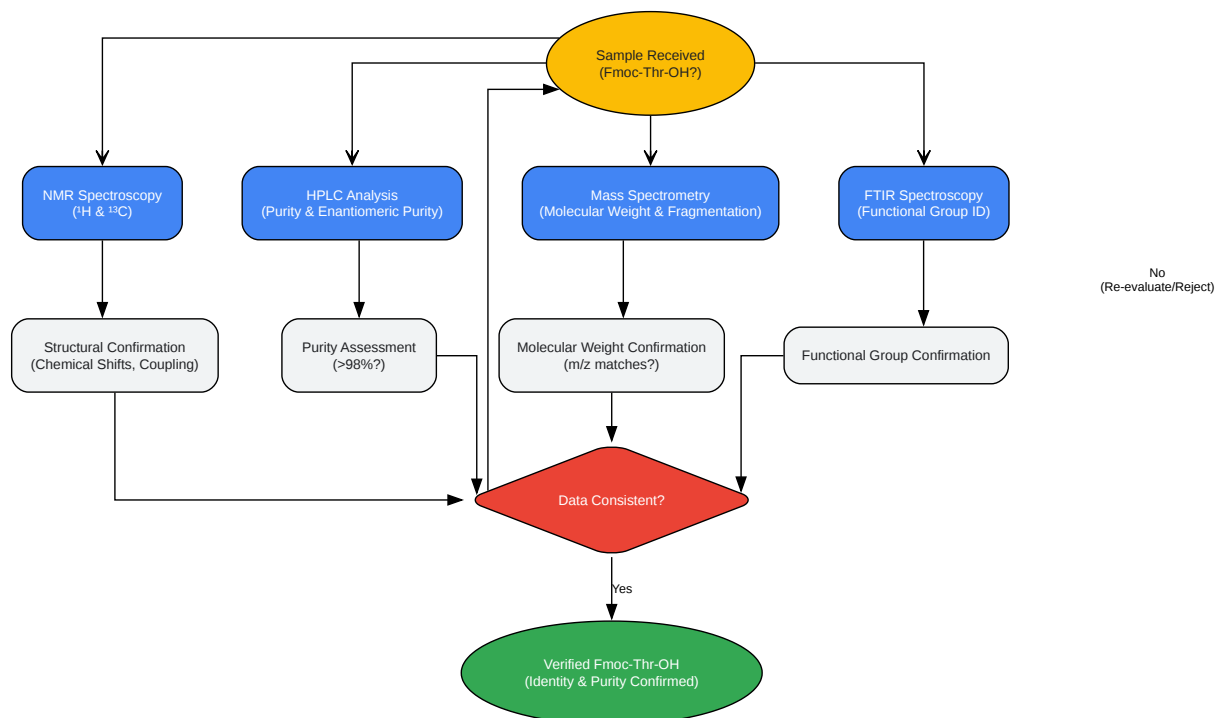 Sample Received
(Fmoc-Thr-OH?)
NMR Spectroscopy
(¹H & ¹³C)
HPLC Analysis
(Purity & Enantiomeric Purity)
Mass Spectrometry
(Molecular Weight & Fragmentation)
FTIR Spectroscopy
(Functional Group ID)
No
(Re-evaluate/Reject)
Structural Confirmation
(Chemical Shifts, Coupling)
Purity Assessment
(>98%?)
Molecular Weight Confirmation
(m/z matches?)
Functional Group Confirmation
Data Consistent?
Yes
Verified Fmoc-Thr-OH
(Identity & Purity Confirmed)